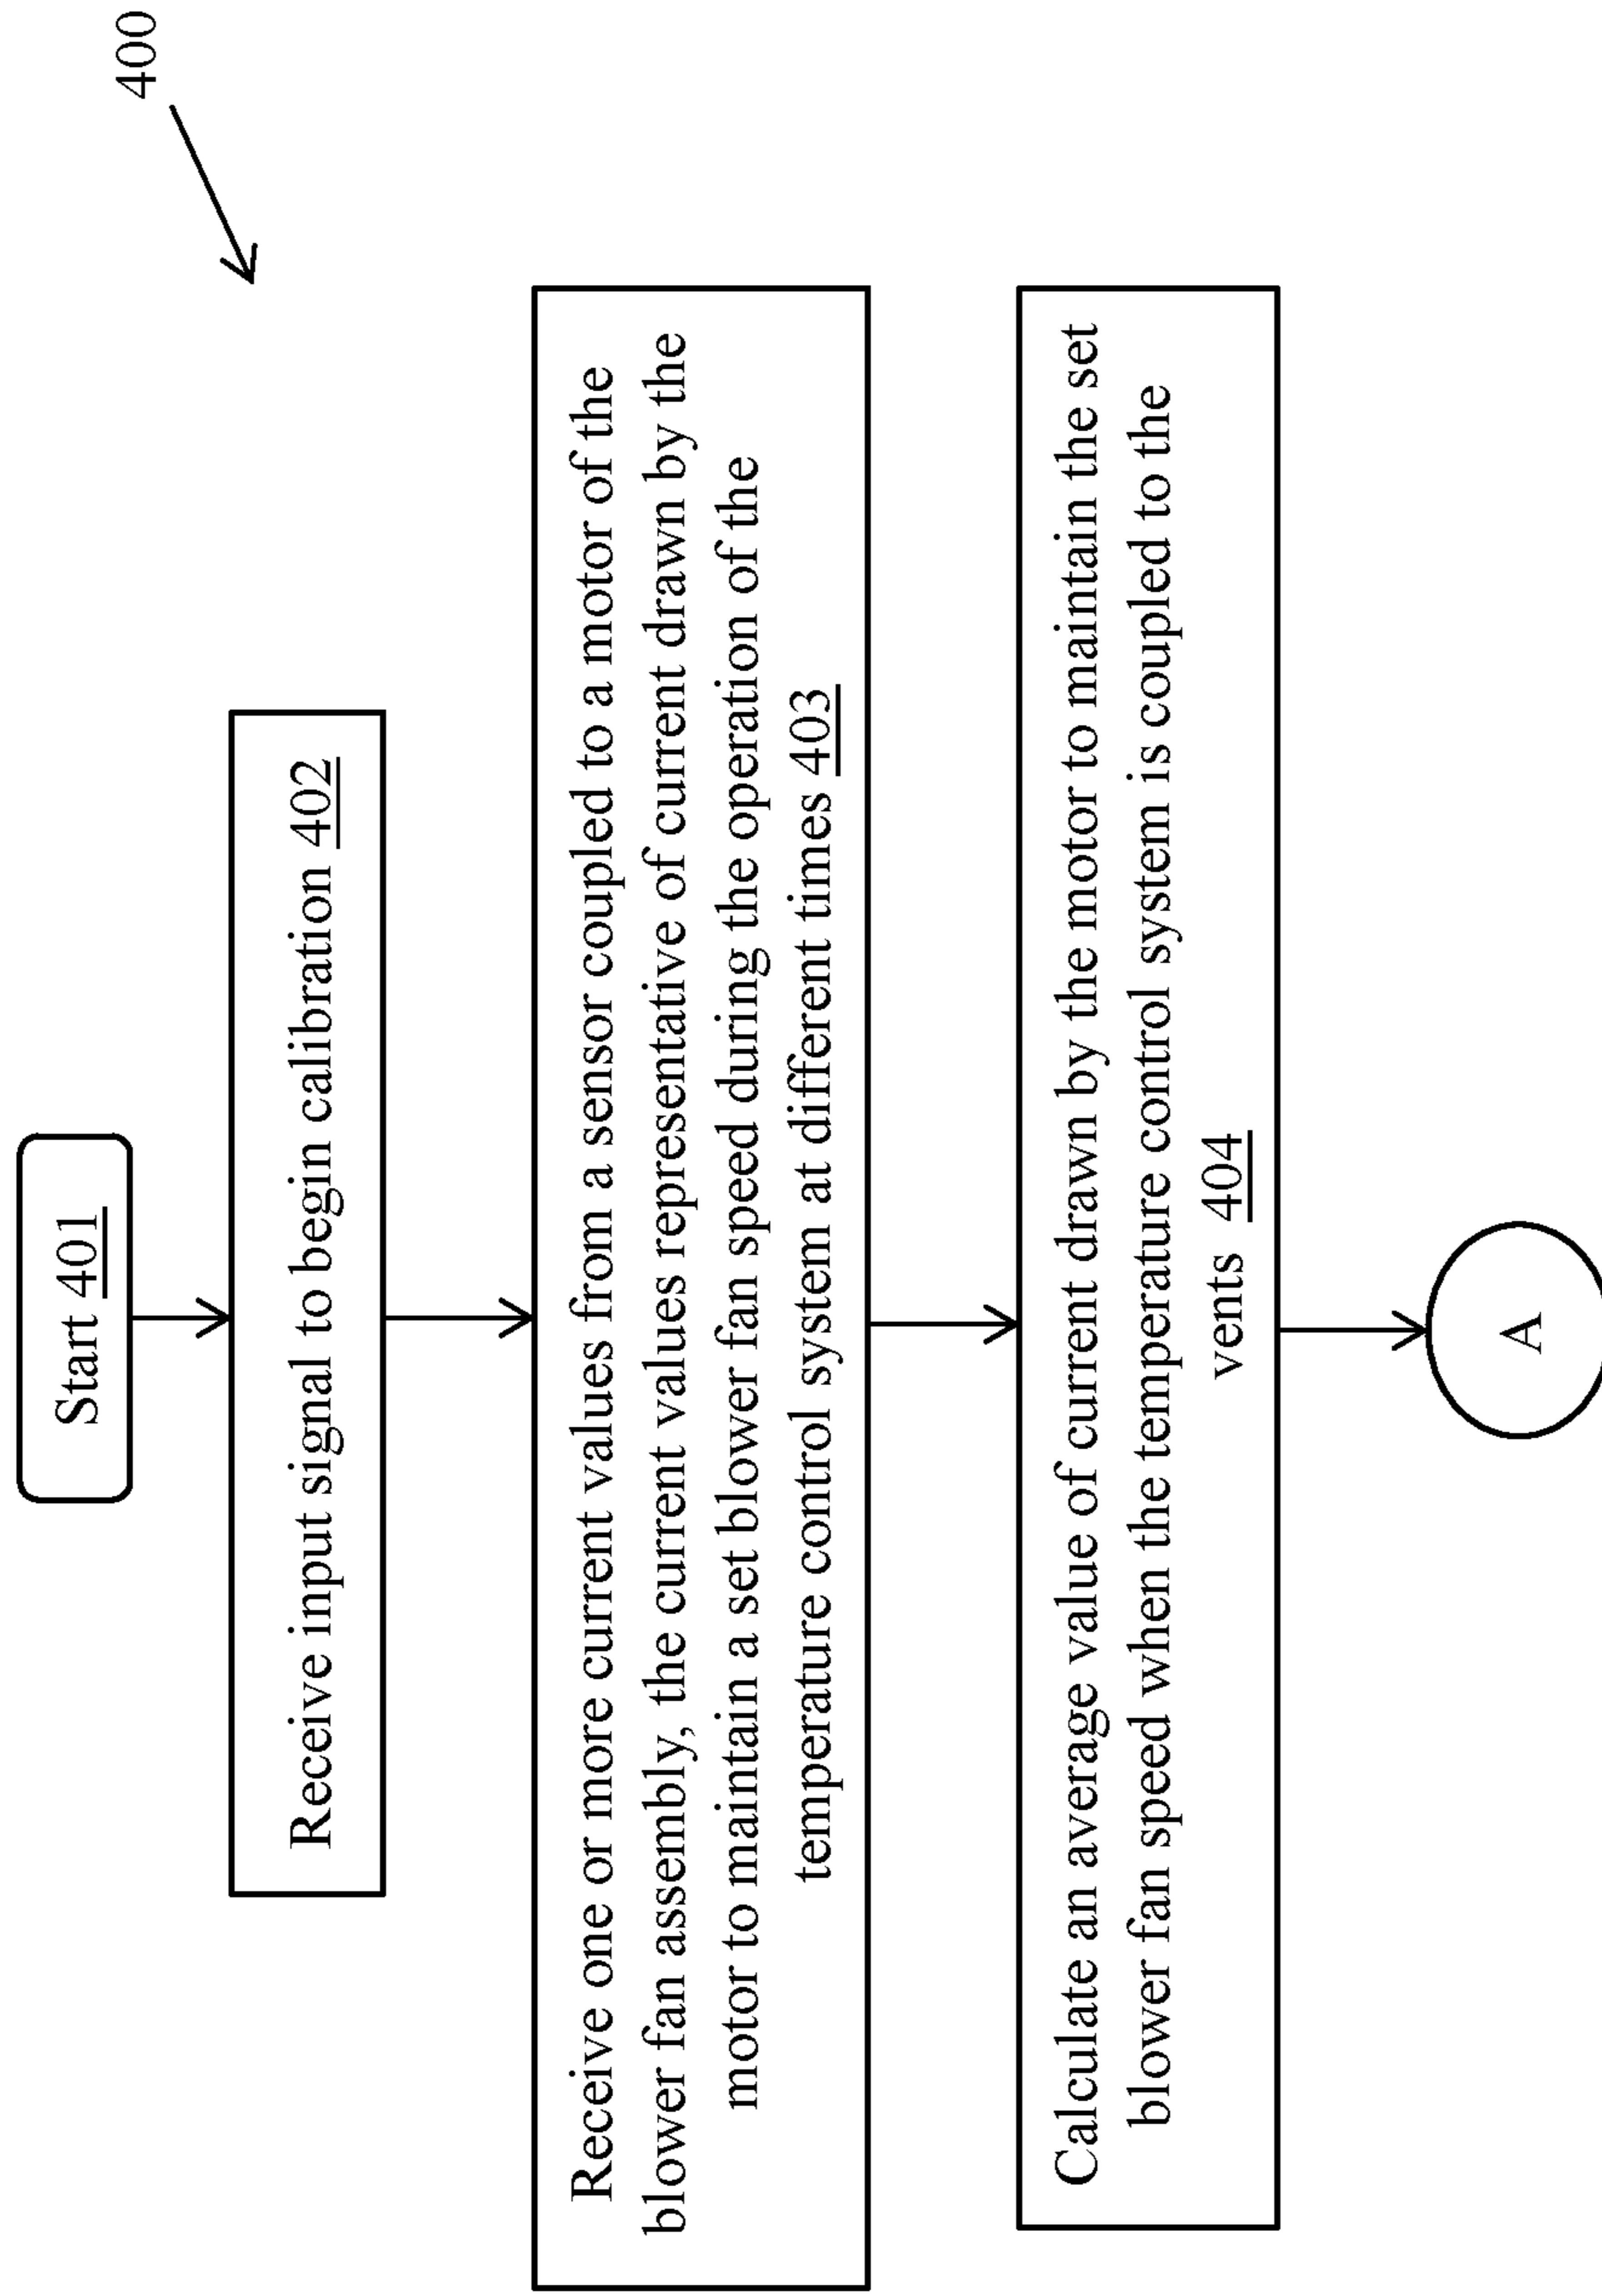 400
Start 401
Receive input signal to begin calibration 402
Receive one or more current values from a sensor coupled to a motor of the
blower fan assembly, the current values representative of current drawn by the
motor to maintain a set blower fan speed during the operation of the
temperature control system at different times 403
Calculate an average value of current drawn by the motor to maintain the set
blower fan speed when the temperature control system is coupled to the
vents 404
A